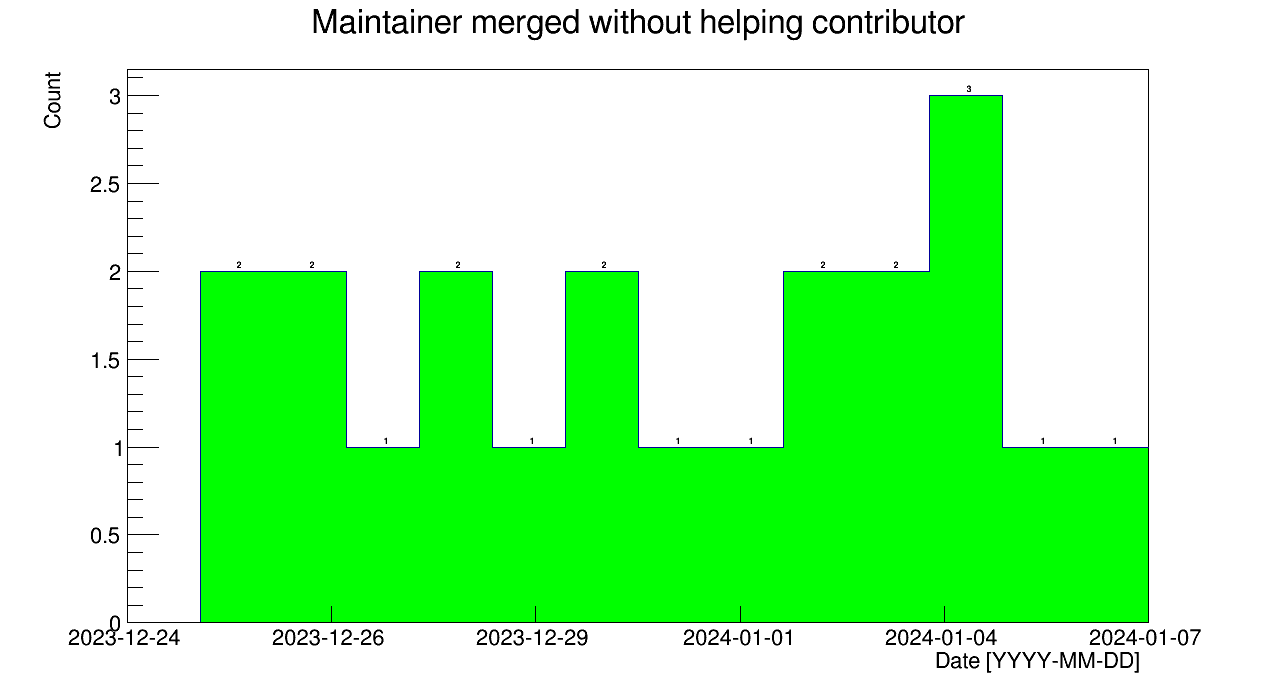 Maintainer merged without helping contributor
Count
3
2.5
2
1.5
1
0.5
0
3
2 2 2 2 2 2
1 1 1 1 1 1
2023-12-24 2023-12-26 2023-12-29 2024-01-01 2024-01-04 2024-01-07
Date [YYYY-MM-DD]